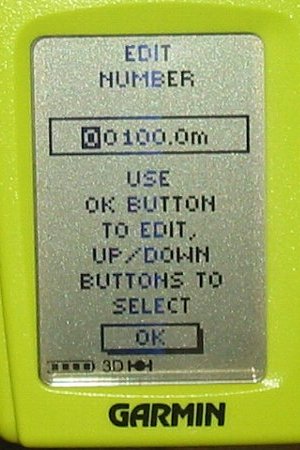 EDIT
NUMBER
00100.0m
USE
OK BUTTON
TO EDIT,
UP/DOWN
BUTTONS TO
SELECT
OK
3D
GARMIN